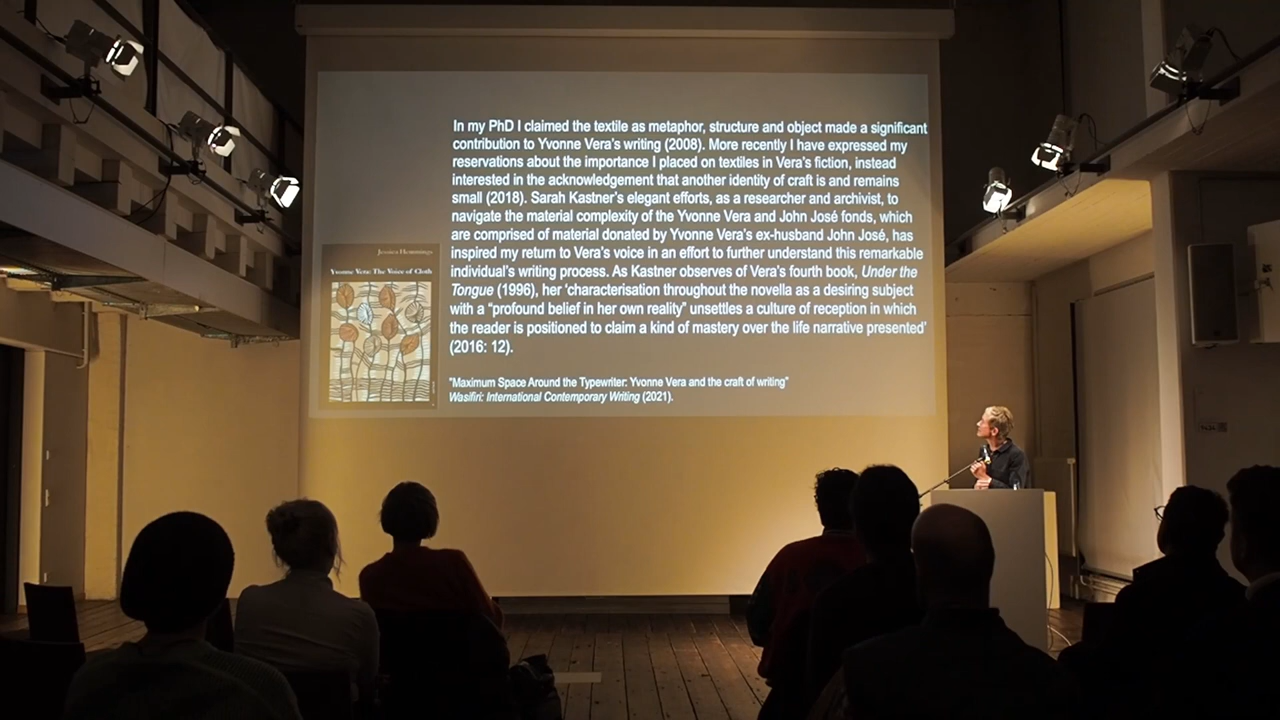 In my PhD I claimed the textile as metaphor, structure and object made a significant
contribution to Yvonne Vera's writing (2008). More recently I have expressed my
reservations about the importance I placed on textiles in Vera's fiction, instead
interested in the acknowledgement that another identity of craft is and remains
small (2018). Sarah Kastner's elegant efforts, as a researcher and archivist, to
navigate the material complexity of the Yvonne Vera and John José fonds, which
are comprised of material donated by Yvonne Vera's ex-husband John José, has
inspired my return to Vera's voice in an effort to further understand this remarkable
individual's writing process. As Kastner observes of Vera's fourth book, Under the
Tongue (1996), her 'characterisation throughout the novella as a desiring subject
with a “profound belief in her own reality” unsettles a culture of reception in which
the reader is positioned to claim a kind of mastery over the life narrative presented'
(2016: 12).
"Maximum Space Around the Typewriter: Yvonne Vera and the craft of writing"
Wasifiri: International Contemporary Writing (2021).
Jessica Hemmings
Yvonne Vera: The Voice of Cloth